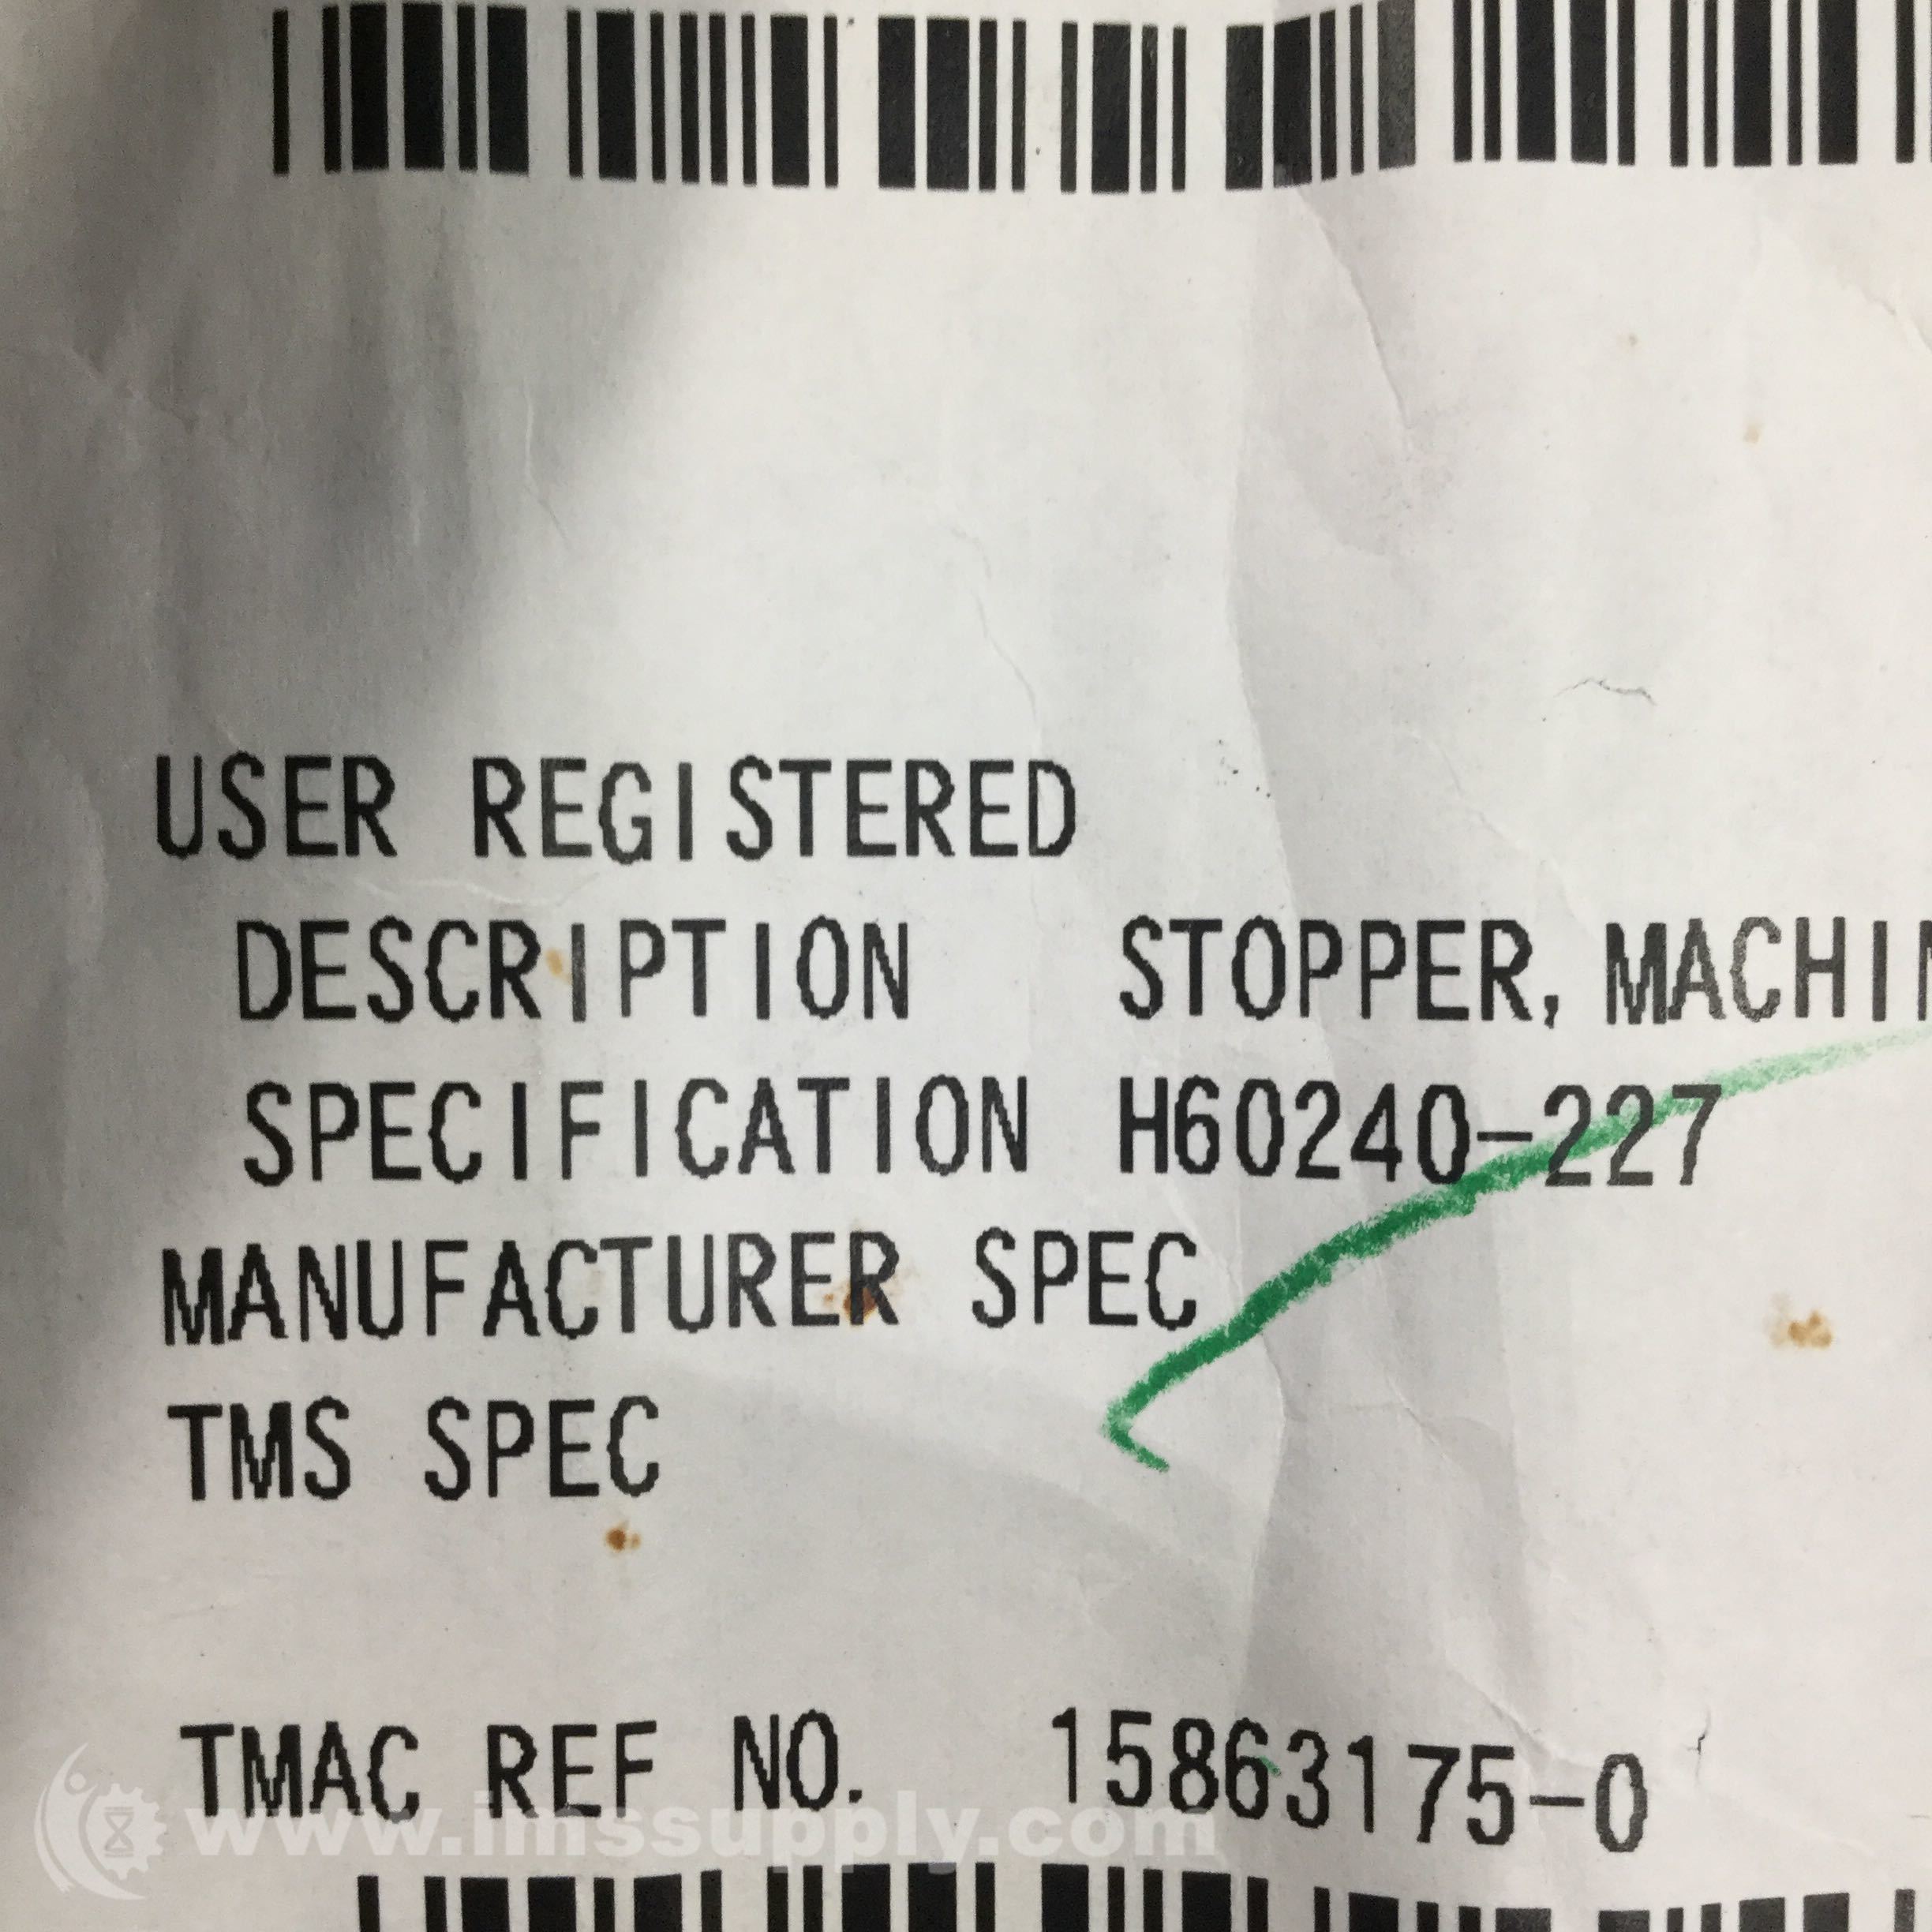 USER REGISTERED
DESCRIPTION STOPPER, MACHIN
SPECIFICATION H60240-227
MANUFACTURER SPEC
TMS SPEC
TMAC REF NO. 15863175-0
www.imssupply.com